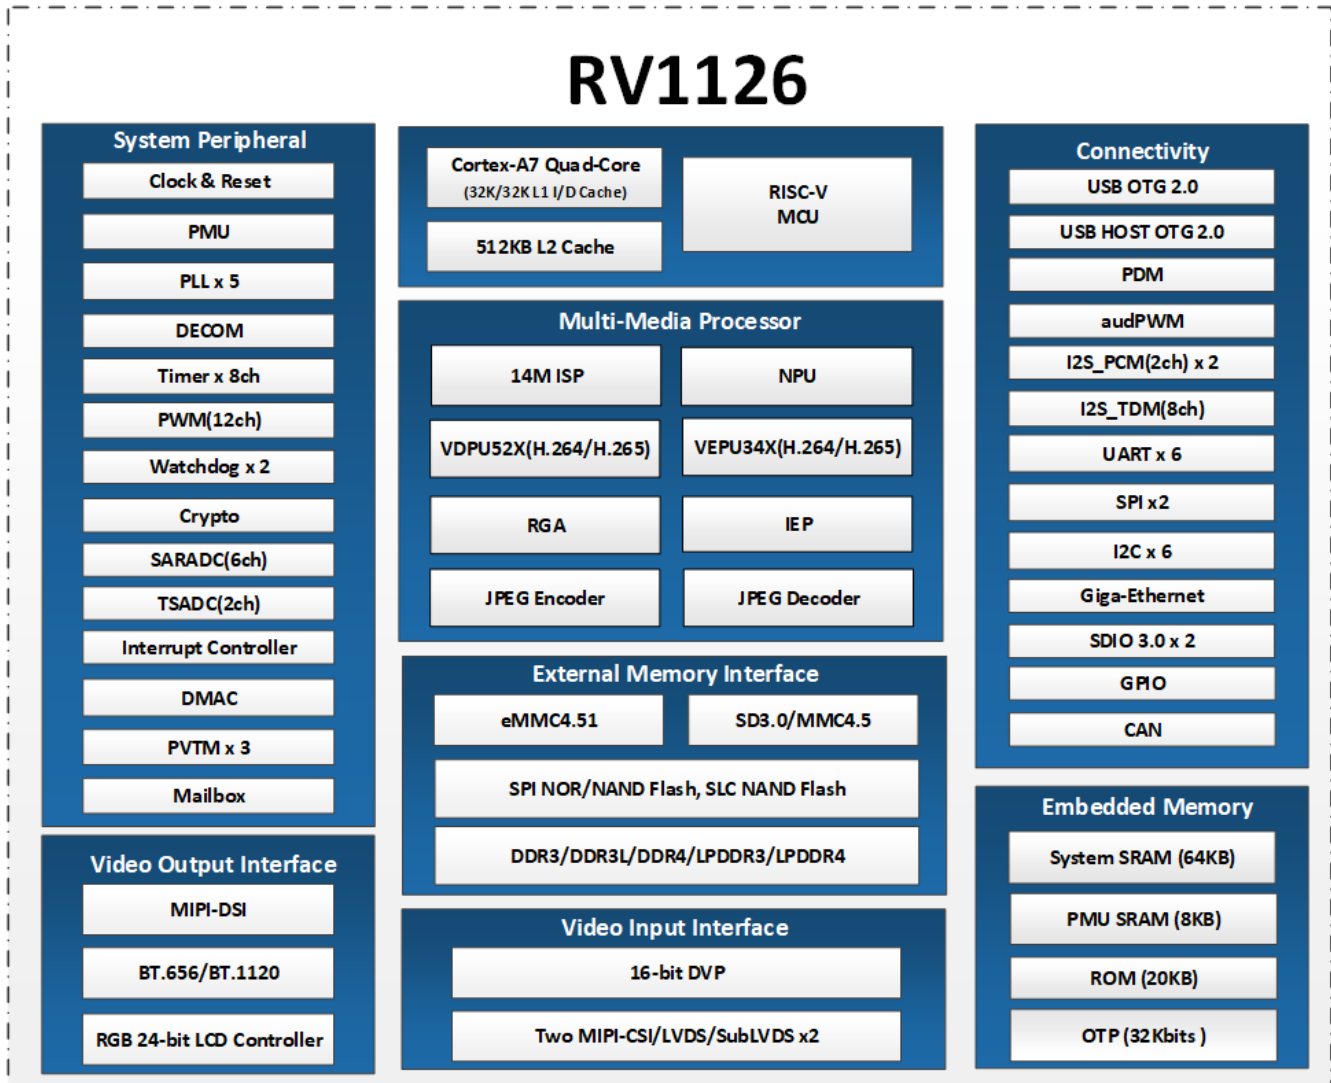 RV1126
System Peripheral
Clock & Reset
PMU
PLL x 5
DECOM
Timer x 8ch
PWM(12ch)
Watchdog x 2
Crypto
SARADC(6ch)
TSADC(2ch)
Interrupt Controller
DMAC
PVTM x 3
Mailbox
Video Output Interface
MIPI-DSI
BT.656/BT.1120
RGB 24-bit LCD Controller
Cortex-A7 Quad-Core
(32K/32K L1 I/D Cache)
512KB L2 Cache
RISC-V
MCU
Multi-Media Processor
14M ISP
NPU
VDPU52X(H.264/H.265)
VEPU34X(H.264/H.265)
RGA
IEP
JPEG Encoder
JPEG Decoder
External Memory Interface
eMMC4.51
SD3.0/MMC4.5
SPI NOR/NAND Flash, SLC NAND Flash
DDR3/DDR3L/DDR4/LPDDR3/LPDDR4
Video Input Interface
16-bit DVP
Two MIPI-CSI/LVDS/SubLVDS x2
Connectivity
USB OTG 2.0
USB HOST OTG 2.0
PDM
audPWM
I2S_PCM(2ch) x 2
I2S_TDM(8ch)
UART x 6
SPI x2
I2C x 6
Giga-Ethernet
SDIO 3.0 x 2
GPIO
CAN
Embedded Memory
System SRAM (64KB)
PMU SRAM (8KB)
ROM (20KB)
OTP (32Kbits )